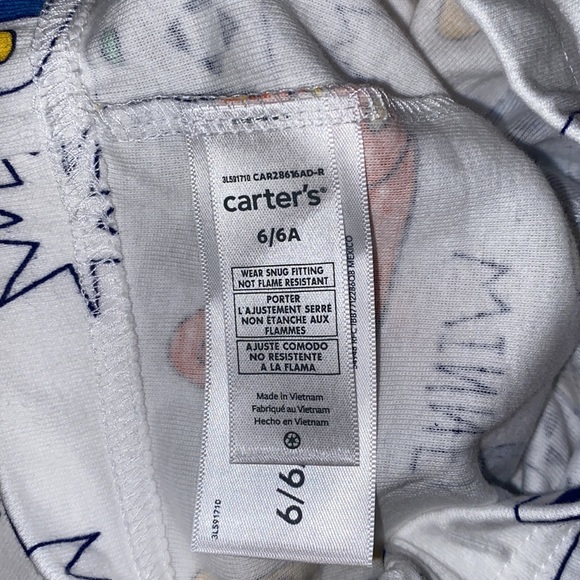 3L591710 CAR28616AD-R
carter's®
6/6A
WEAR SNUG FITTING
NOT FLAME RESISTANT
PORTER
L'AJUSTEMENT SERRÉ
NON ÉTANCHE AUX
FLAMMES
AJUSTE COMODO
NO RESISTENTE
A LA FLAMA
Made in Vietnam
Fabriqué au Vietnam
Hecho en Vietnam
6/6
3L591710
MEXICO